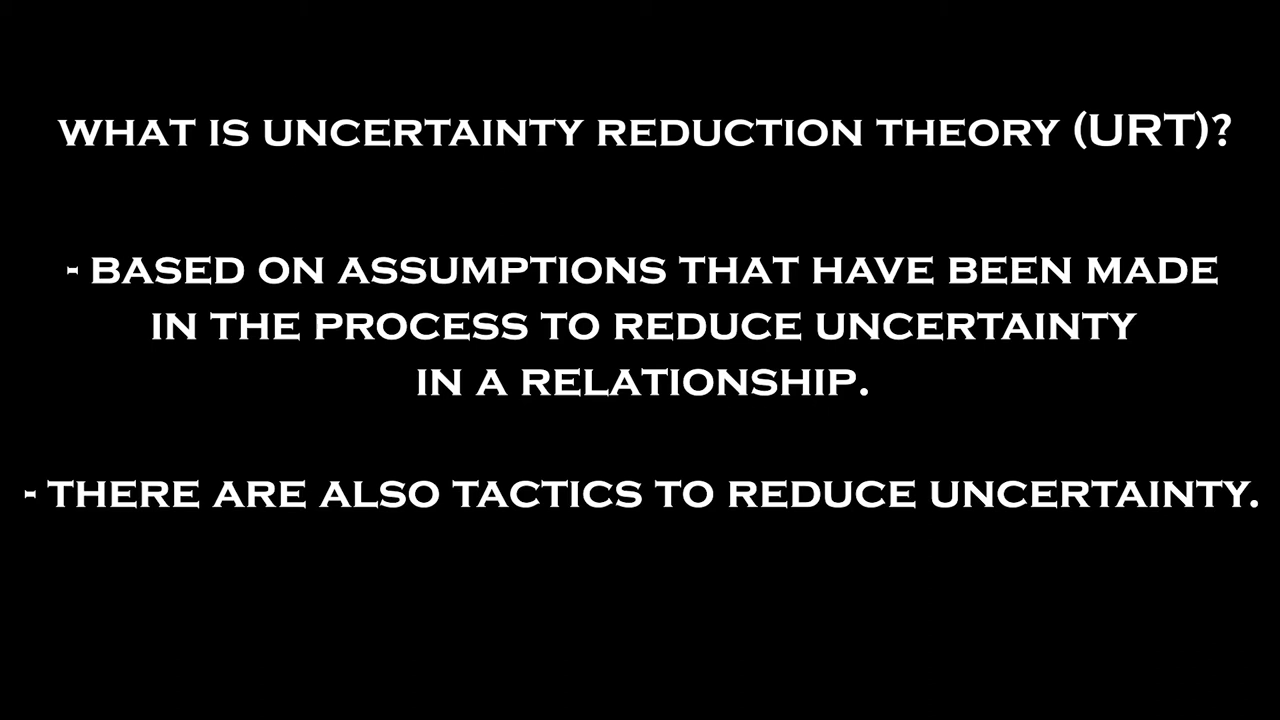 WHAT IS UNCERTAINTY REDUCTION THEORY (URT)?
- BASED ON ASSUMPTIONS THAT HAVE BEEN MADE
IN THE PROCESS TO REDUCE UNCERTAINTY
IN A RELATIONSHIP.
- THERE ARE ALSO TACTICS TO REDUCE UNCERTAINTY.